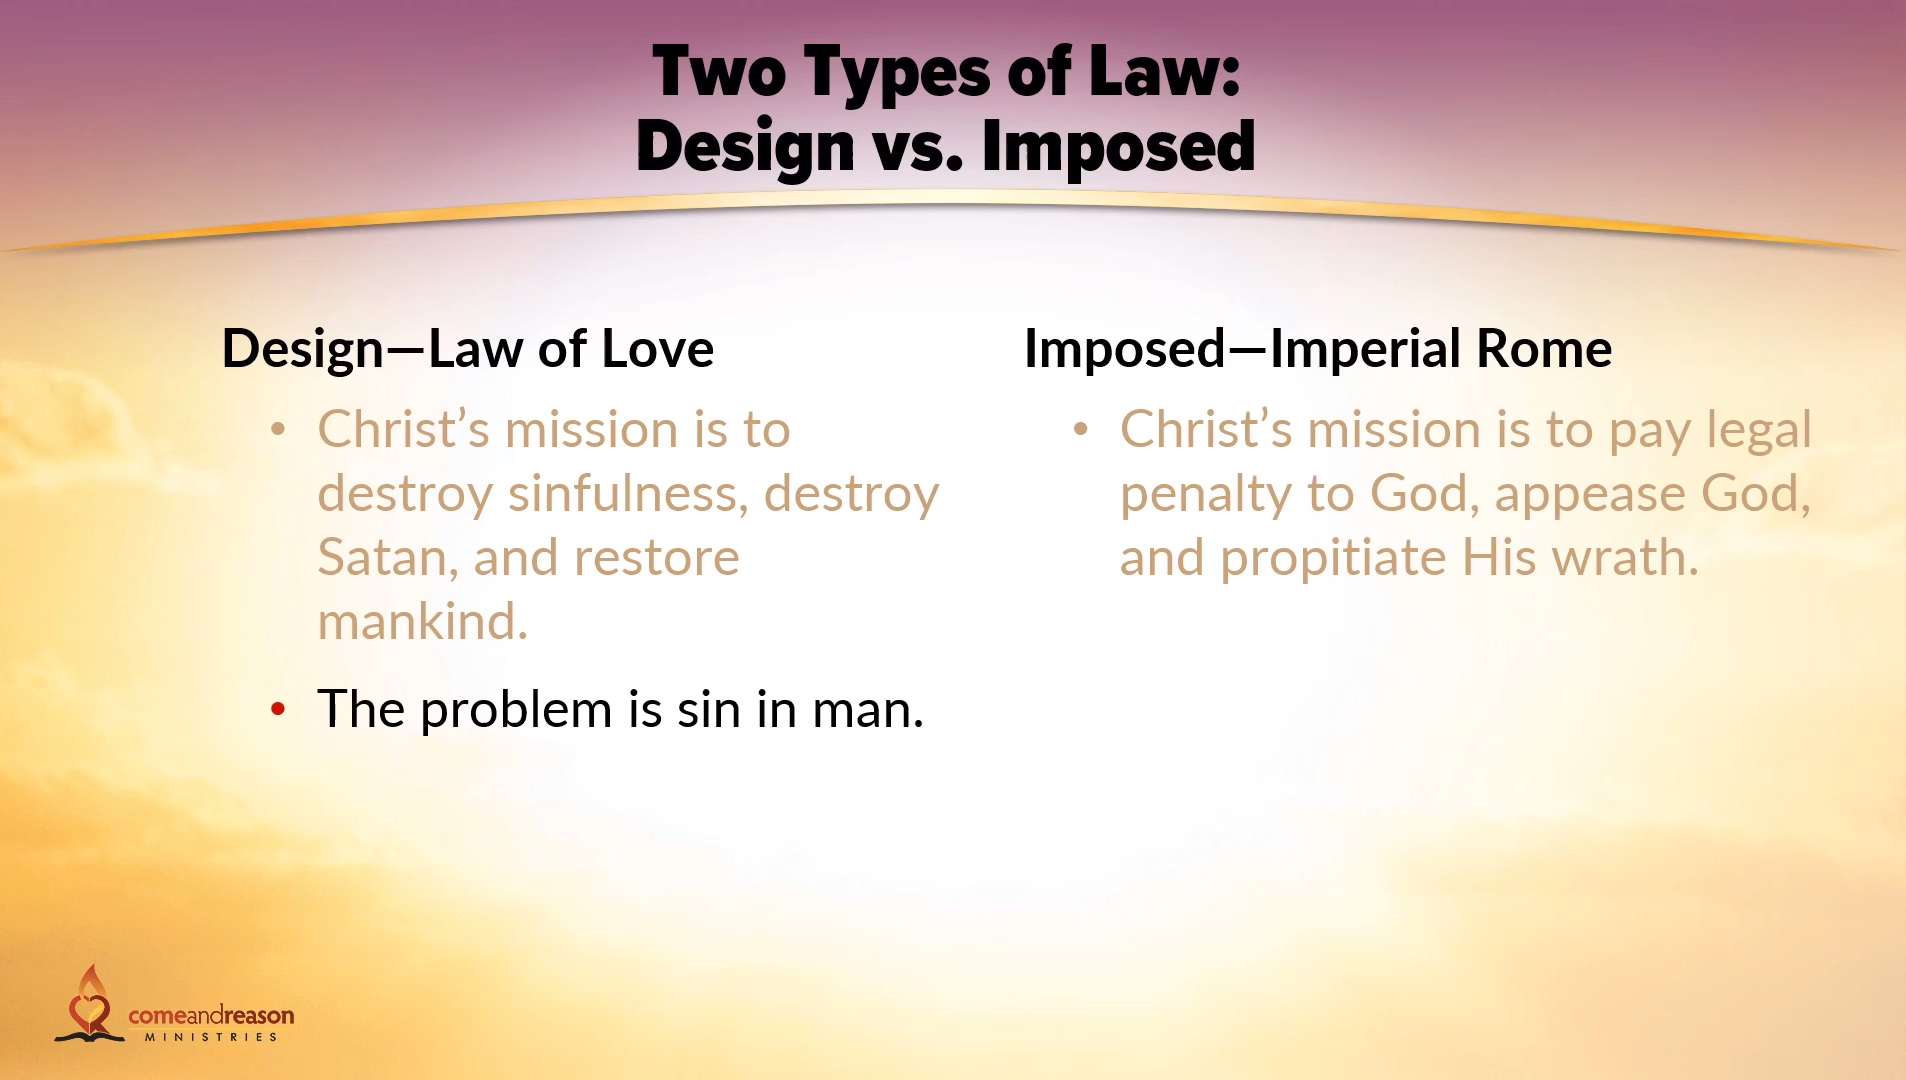 Two Types of Law:
Design vs. Imposed
Design—Law of Love
• Christ’s mission is to
destroy sinfulness, destroy
Satan, and restore
mankind.
• The problem is sin in man.
Imposed—Imperial Rome
• Christ’s mission is to pay legal
penalty to God, appease God,
and propitiate His wrath.
comeandreason
MINISTRIES